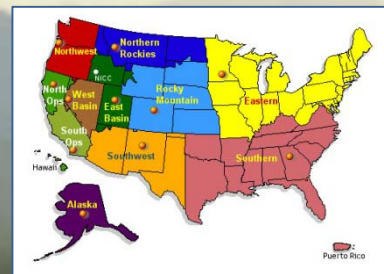 Northwest
Northern
Rockies
NICC
North
Ops
West
Basin
East
Basin
Rocky
Mountain
Eastern
South
Ops
Southwest
Southern
Hawaii
Alaska
Puerto Rico